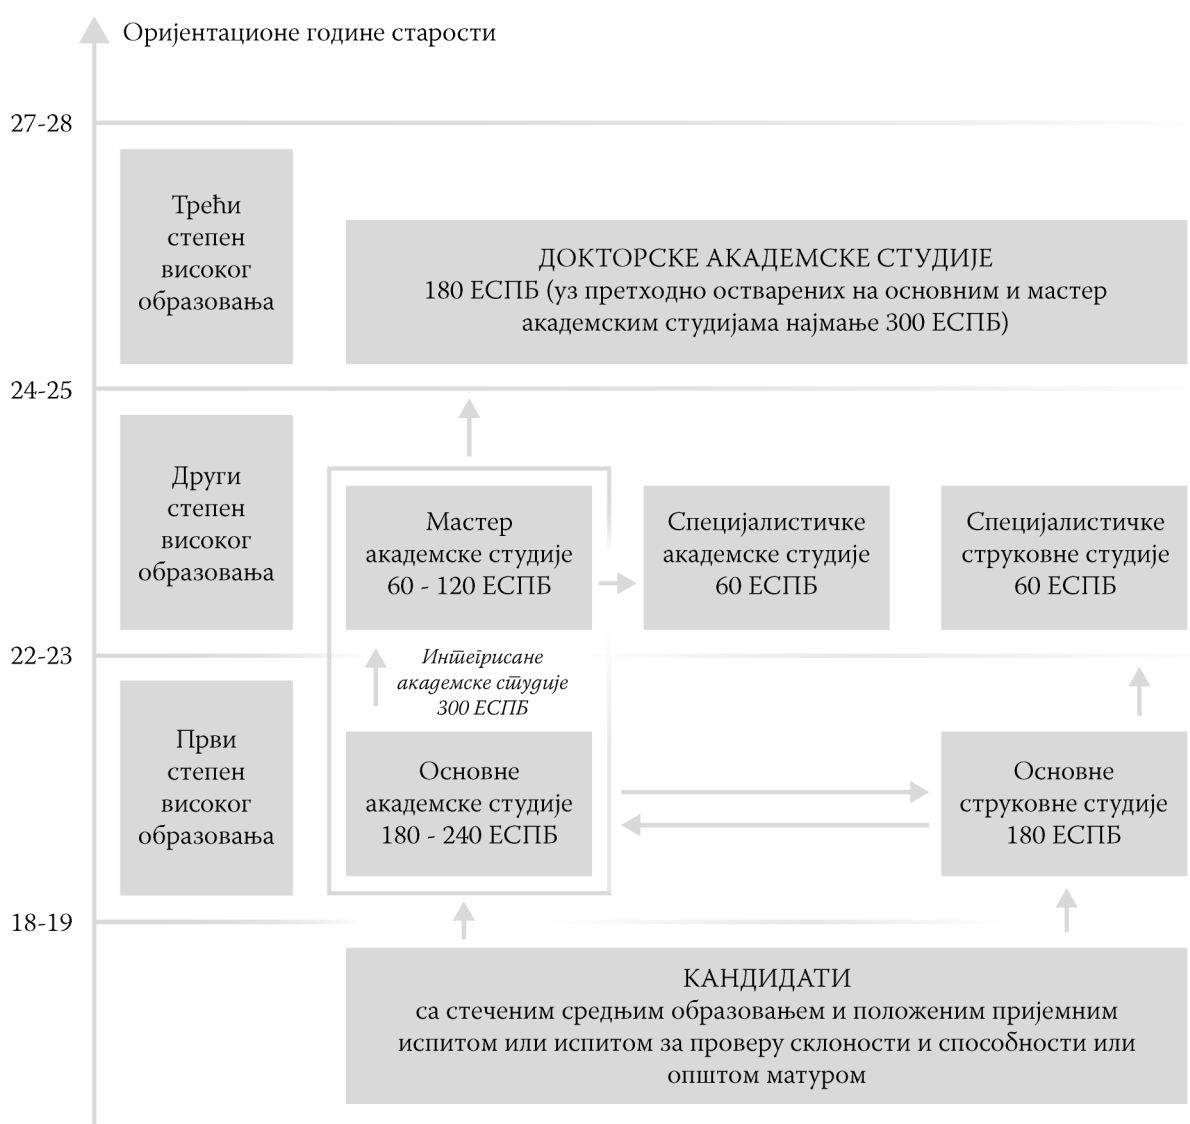 Оријентационе године старости
27-28
Трећи
степен
високог
образовања
ДОКТОРСКЕ АКАДЕМСКЕ СТУДИЈЕ
180 ЕСПБ (уз претходно остварених на основним и мастер
академским студијама најмање 300 ЕСПБ)
24-25
Други
степен
високог
образовања
Мастер
академске студије
60 - 120 ЕСПБ
Специјалистичке
академске студије
60 ЕСПБ
Специјалистичке
струковне студије
60 ЕСПБ
22-23
Интегрисане
академске студије
300 ЕСПБ
Први
степен
високог
образовања
Основне
академске студије
180 - 240 ЕСПБ
Основне
струковне студије
180 ЕСПБ
18-19
КАНДИДАТИ
са стеченим средњим образовањем и положеним пријемним
испитом или испитом за проверу склоности и способности или
општом матуром